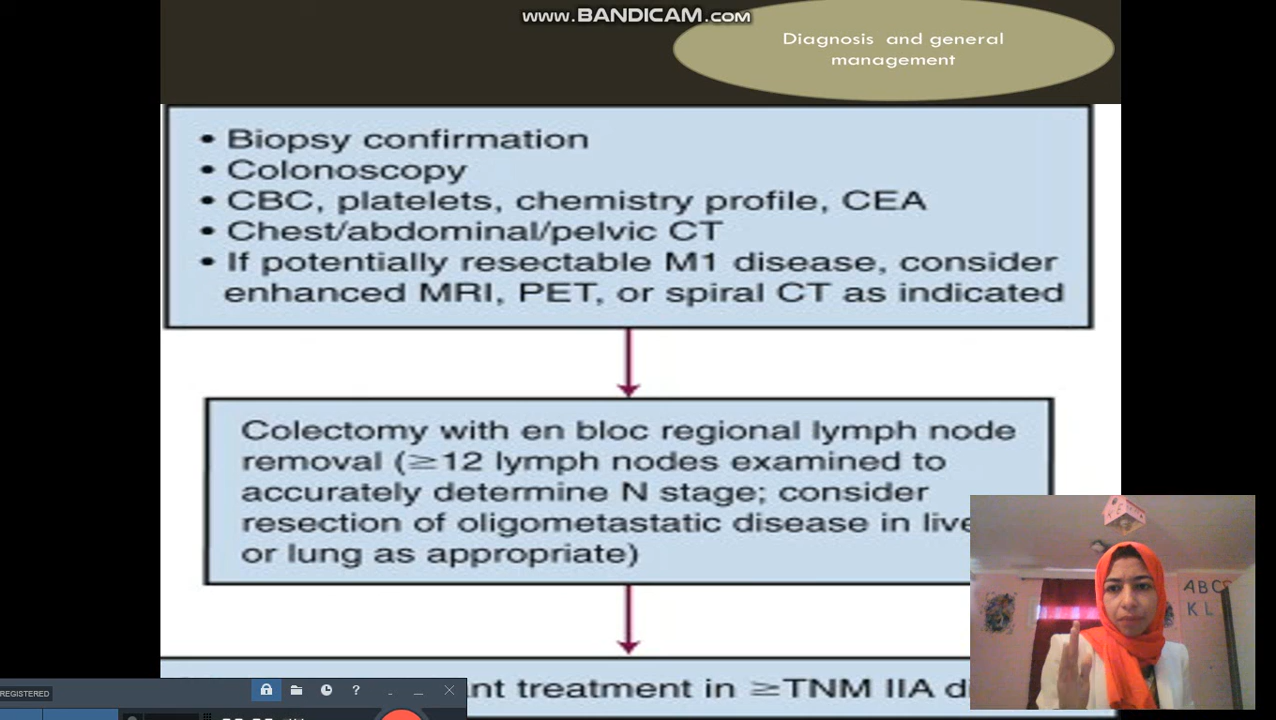 www.BANDICAM.com
Diagnosis and general
management
• Biopsy confirmation
• Colonoscopy
• CBC, platelets, chemistry profile, CEA
• Chest/abdominal/pelvic CT
• If potentially resectable M1 disease, consider
enhanced MRI, PET, or spiral CT as indicated
Colectomy with en bloc regional lymph node
removal (≥12 lymph nodes examined to
accurately determine N stage; consider
resection of oligometastatic disease in live
or lung as appropriate)
treatment in ≥TNM IIA
EGISTERED
ABCS
KL